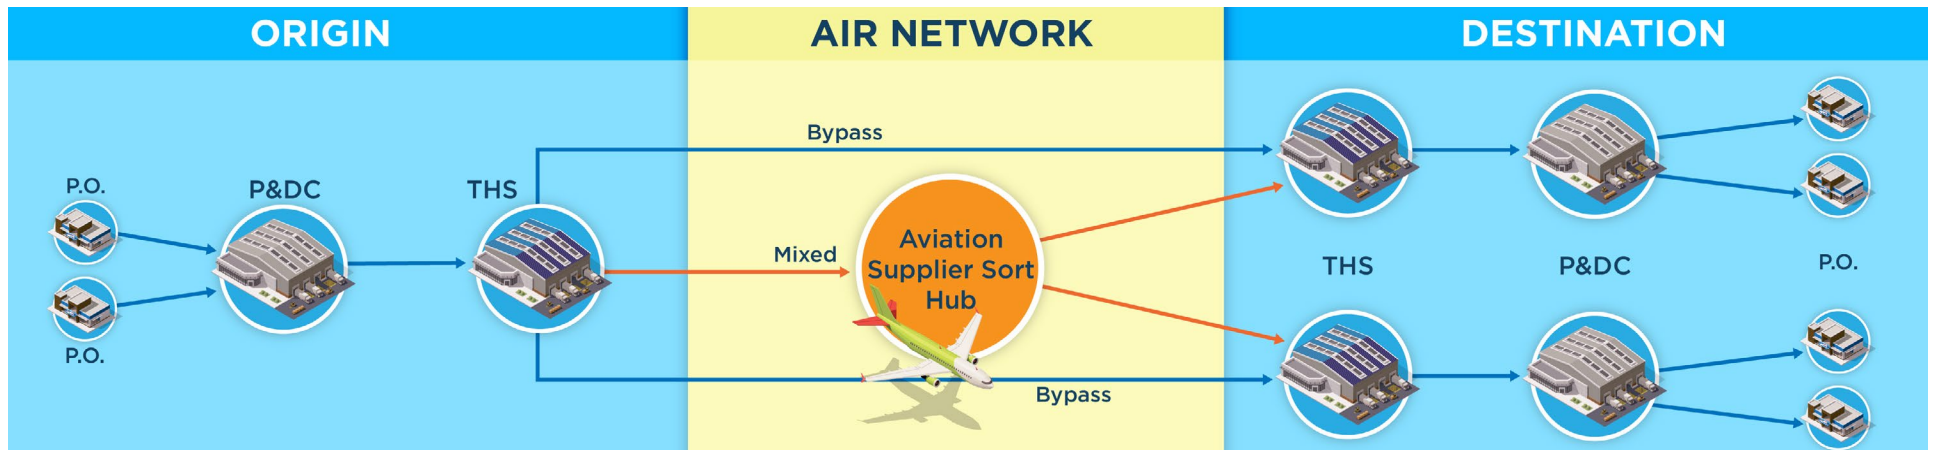 ORIGIN
AIR NETWORK
DESTINATION
P.O.
P&DC
THS
P.O.
Bypass
Mixed
Aviation
Supplier Sort
Hub
Bypass
THS
P&DC
P.O.